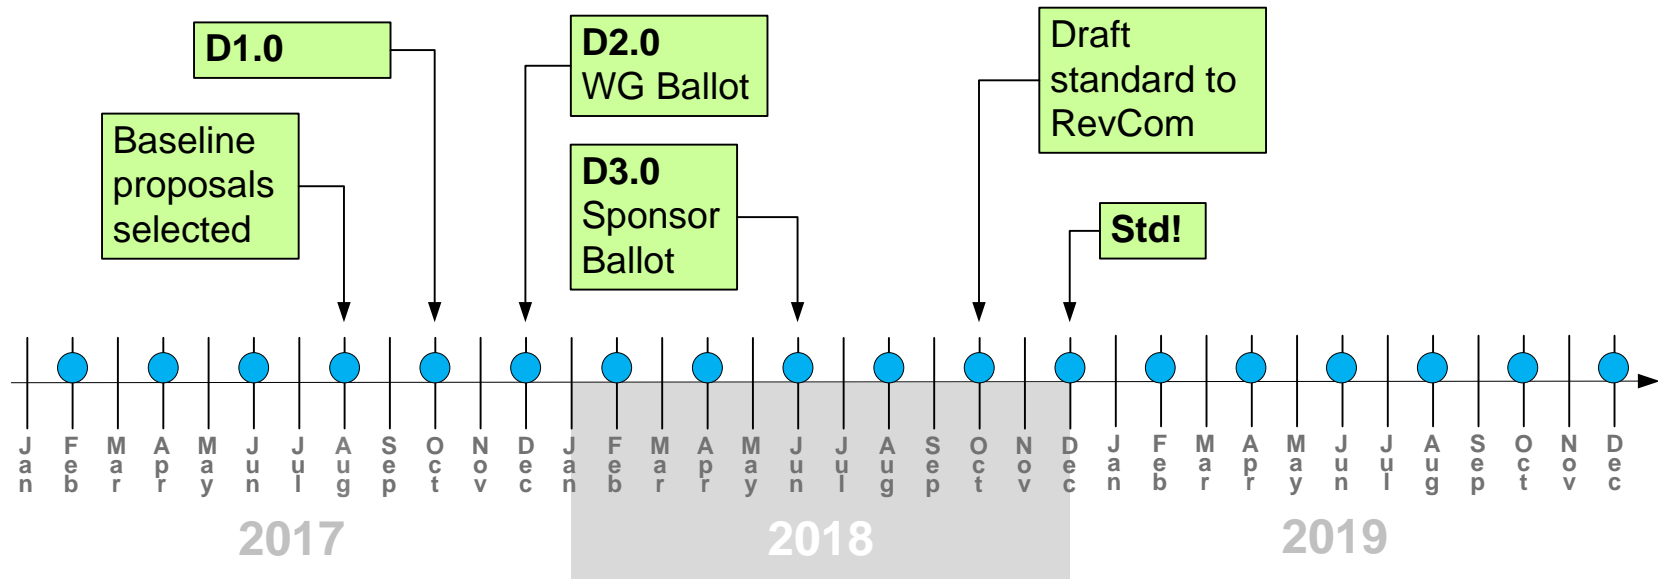 D1.0
D2.0
WG Ballot
Draft
standard to
RevCom
Baseline
proposals
selected
D3.0
Sponsor
Ballot
Std!
Jan Feb Mar Apr May Jun Jul Aug Sep Oct Nov Dec Jan Feb Mar Apr May Jun Jul Aug Sep Oct Nov Dec Jan Feb Mar Apr May Jun Jul Aug Sep Oct Nov Dec
2017 2018 2019